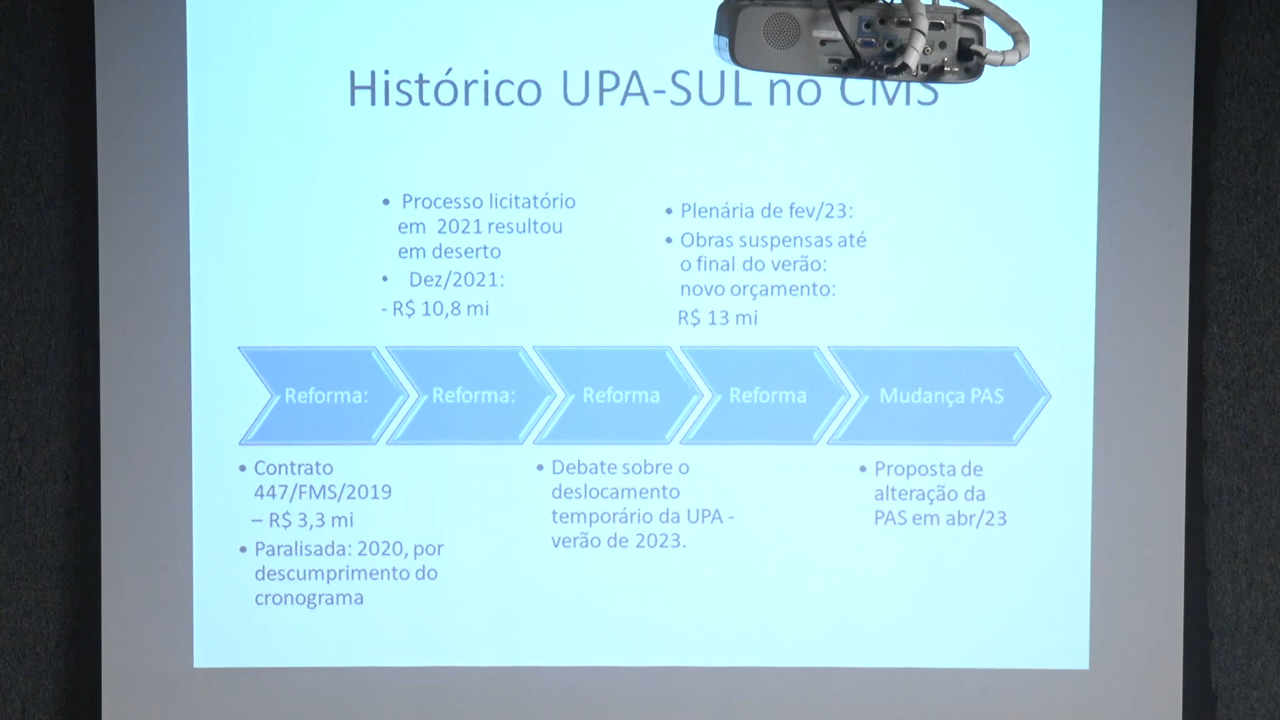 Histórico UPA-SUL no CMS
• Processo licitatório
em 2021 resultou
em deserto
• Dez/2021:
- R$ 10,8 mi
• Plenária de fev/23:
• Obras suspensas até
o final do verão:
novo orçamento:
R$ 13 mi
Reforma:
Reforma:
Reforma
Reforma
Mudança PAS
• Contrato
447/FMS/2019
– R$ 3,3 mi
• Paralisada: 2020, por
descumprimento do
cronograma
• Debate sobre o
deslocamento
temporário da UPA -
verão de 2023.
• Proposta de
alteração da
PAS em abr/23